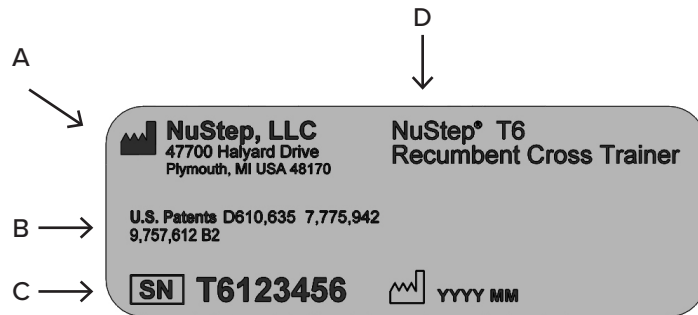 D
A
NuStep, LLC
47700 Halyard Drive
Plymouth, MI USA 48170
NuStep® T6
Recumbent Cross Trainer
B
U.S. Patents D610,635 7,775,942
9,757,612 B2
C
SN T6123456
YYYY MM